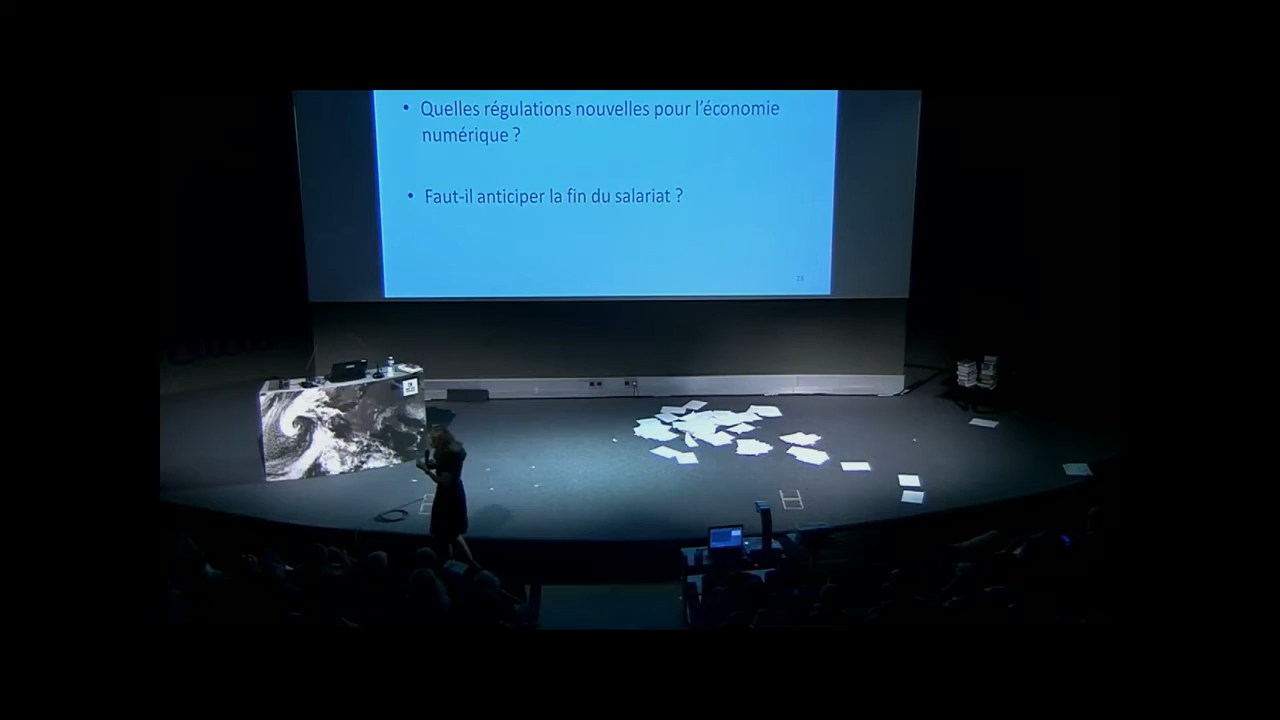 • Quelles régulations nouvelles pour l'économie
numérique ?
• Faut-il anticiper la fin du salariat ?